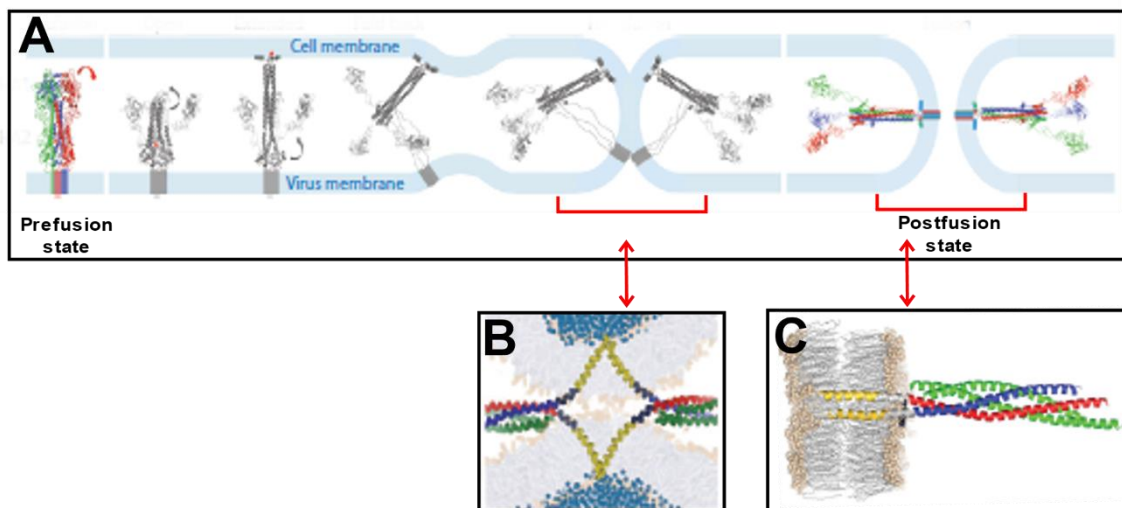 A
Cell membrane
Virus membrane
Prefusion
state
Postfusion
state
B
C